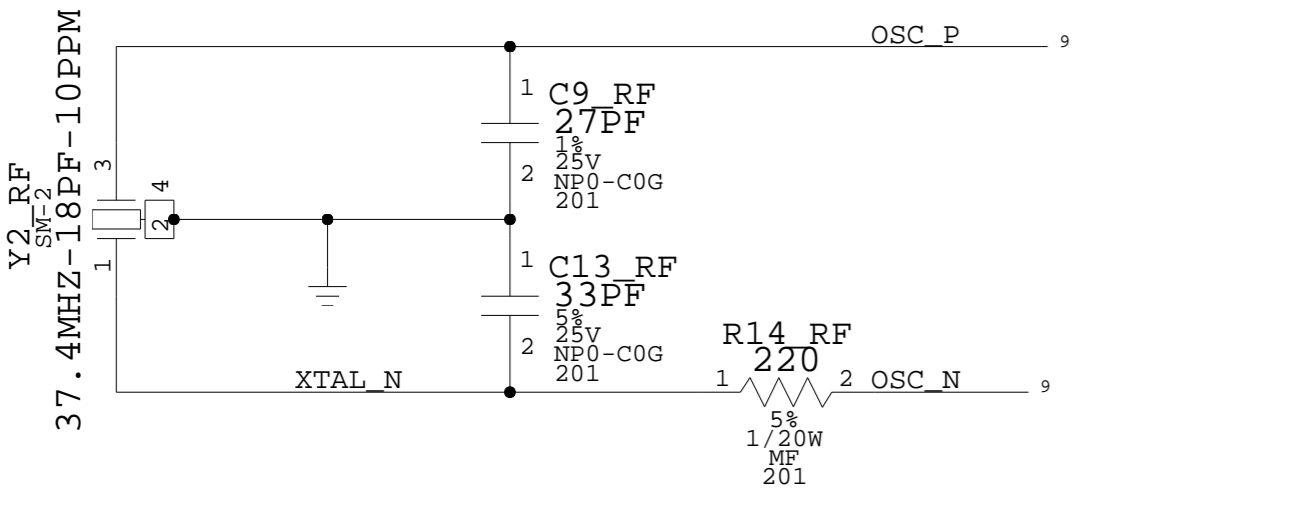 OSC_P
9
1
C9_RF
27PF
1%
25V
2
NP0-C0G
201
Y2_RF
SM-2
37.4MHZ-18PF-10PPM
3
4
2
1
1
C13_RF
33PF
5%
25V
2
NP0-C0G
201
XTAL_N
R14_RF
220
1
2
OSC_N
9
5%
1/20W
MF
201